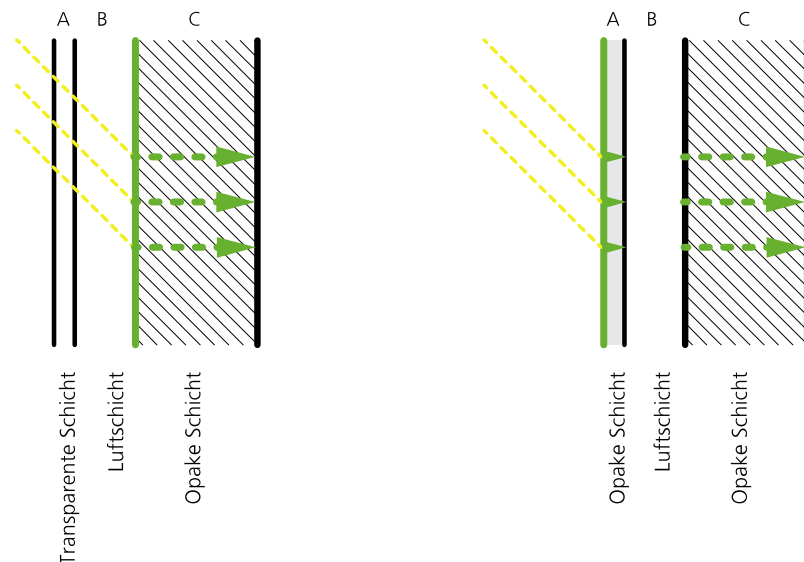 A B C
A B C
Transparente Schicht
Luftschicht
Opake Schicht
Opake Schicht
Luftschicht
Opake Schicht